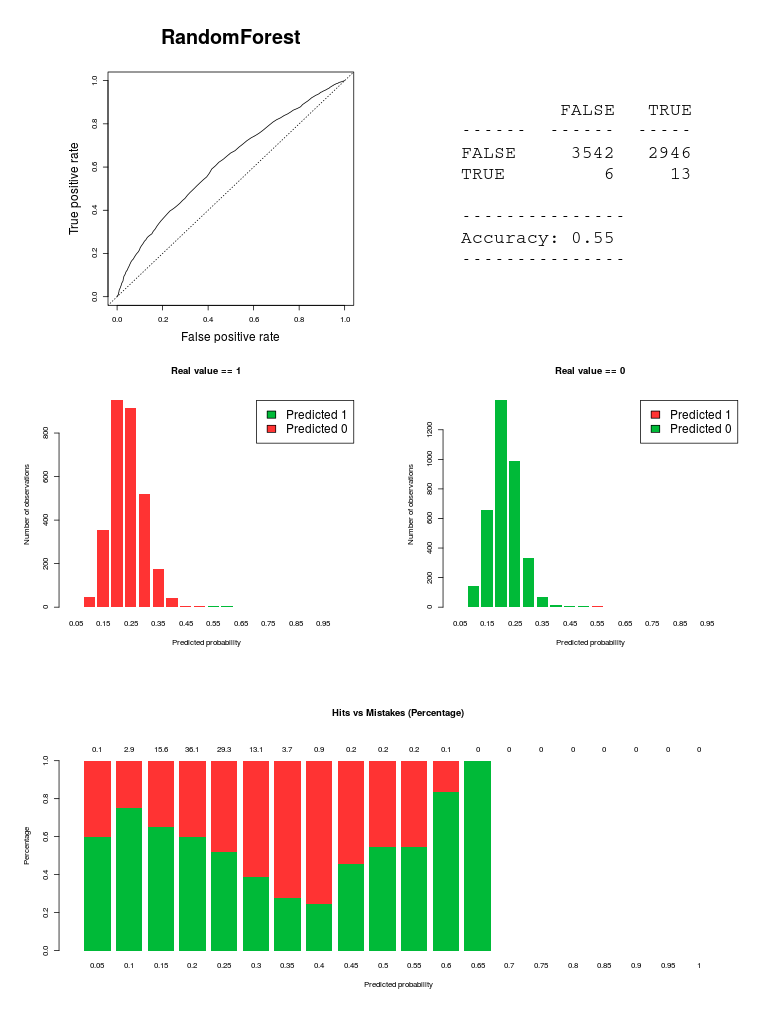 RandomForest
1.0
0.8
0.6
0.4
0.2
0.0
True positive rate
0.0 0.2 0.4 0.6 0.8 1.0
False positive rate
FALSE TRUE
------ ------ -----
FALSE 3542 2946
TRUE 6 13
---------------
Accuracy: 0.55
---------------
Real value == 1
Predicted 1
Predicted 0
800
600
400
200
0
Number of observations
0.05 0.15 0.25 0.35 0.45 0.55 0.65 0.75 0.85 0.95
Predicted probability
Real value == 0
Predicted 1
Predicted 0
1200
1000
800
600
400
200
0
Number of observations
0.05 0.15 0.25 0.35 0.45 0.55 0.65 0.75 0.85 0.95
Predicted probability
Hits vs Mistakes (Percentage)
0.1 2.9 15.6 36.1 29.3 13.1 3.7 0.9 0.2 0.2 0.2 0.1 0 0 0 0 0 0 0 0
1.0
0.8
0.6
0.4
0.2
0.0
Percentage
0.05 0.1 0.15 0.2 0.25 0.3 0.35 0.4 0.45 0.5 0.55 0.6 0.65 0.7 0.75 0.8 0.85 0.9 0.95 1
Predicted probability